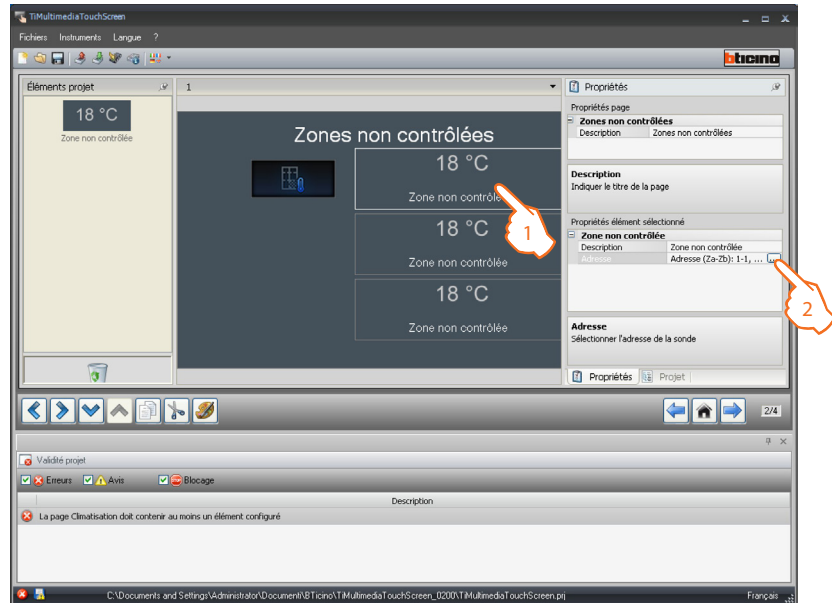 TiMultimediaTouchScreen
Fichiers Instruments Langue ?
bticino
Éléments projet
18 °C
Zone non contrôlée
1
Zones non contrôlées
18 °C
Zone non contrôlée
18 °C
Zone non contrôlée
18 °C
Zone non contrôlée
1
Propriétés
Propriétés page
Zones non contrôlées
Description Zones non contrôlées
Description
Indiquer le titre de la page
Propriétés élément sélectionné
Zone non contrôlée
Description Zone non contrôlée
Adresse Adresse (Za-Zb): 1-1, ... ...
2
Adresse
Sélectionner l'adresse de la sonde
Propriétés Projet
2/4
Validité projet
Erreurs Avis Blocage
Description
La page Climatisation doit contenir au moins un élément configuré
C:\Documents and Settings\Administrator\Documenti\BTicino\TiMultimediaTouchScreen_0200\TiMultimediaTouchScreen.prj Français